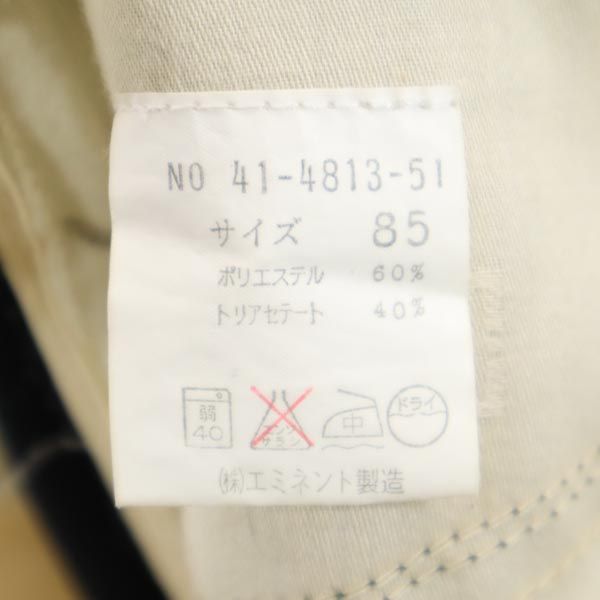 NO 41-4813-51
サイズ 85
ポリエステル 60%
トリアセテート 40%
弱
40
エンソ
サラシ
中
ドライ
㈱エミネント製造